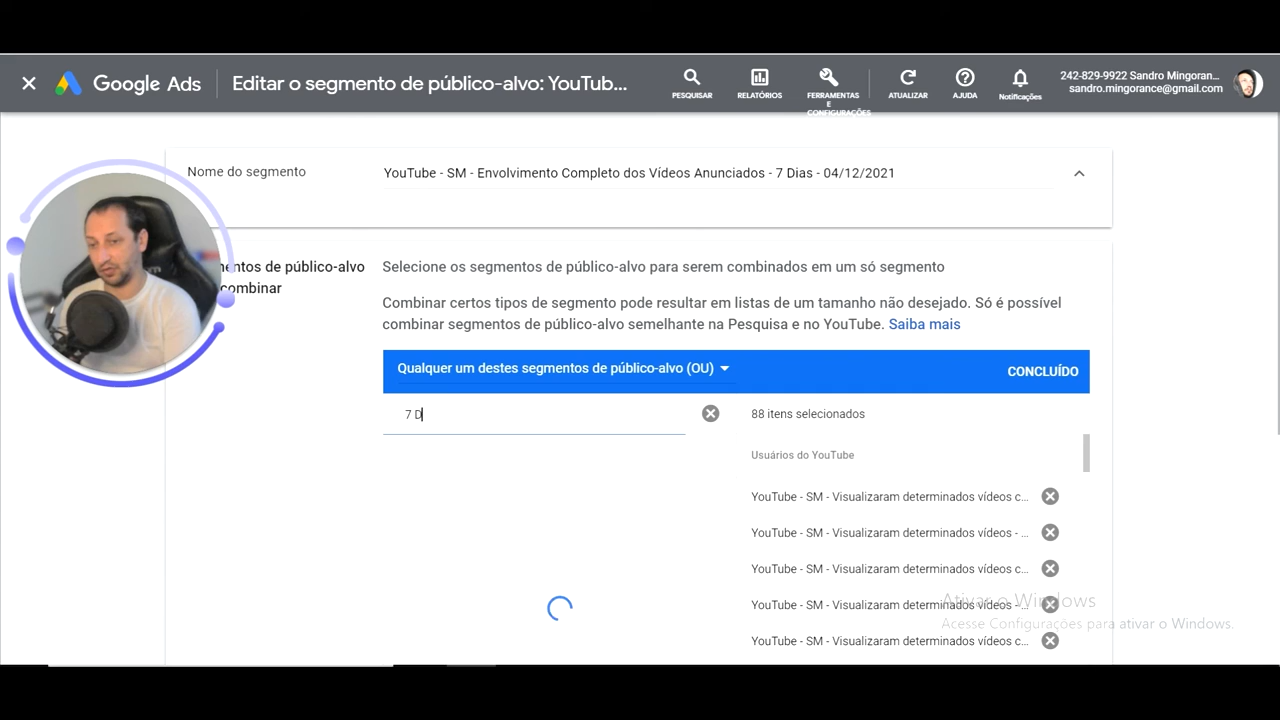 Google Ads
Editar o segmento de público-alvo: YouTub...
PESQUISAR
RELATÓRIOS
FERRAMENTAS
E
CONFIGURAÇÕES
ATUALIZAR
AJUDA
Notificações
242-829-9922 Sandro Mingoran...
sandro.mingorance@gmail.com
Nome do segmento
YouTube - SM - Envolvimento Completo dos Vídeos Anunciados - 7 Dias - 04/12/2021
mentos de público-alvo
combinar
Selecione os segmentos de público-alvo para serem combinados em um só segmento
Combinar certos tipos de segmento pode resultar em listas de um tamanho não desejado. Só é possível
combinar segmentos de público-alvo semelhante na Pesquisa e no YouTube. Saiba mais
Qualquer um destes segmentos de público-alvo (OU)
CONCLUÍDO
7 D
88 itens selecionados
Usuários do YouTube
YouTube - SM - Visualizaram determinados vídeos c...
YouTube - SM - Visualizaram determinados vídeos - ...
YouTube - SM - Visualizaram determinados vídeos c...
YouTube - SM - Visualizaram determinados vídeos - ...
YouTube - SM - Visualizaram determinados vídeos c...
Ativar o Windows
Acesse Configurações para ativar o Windows.